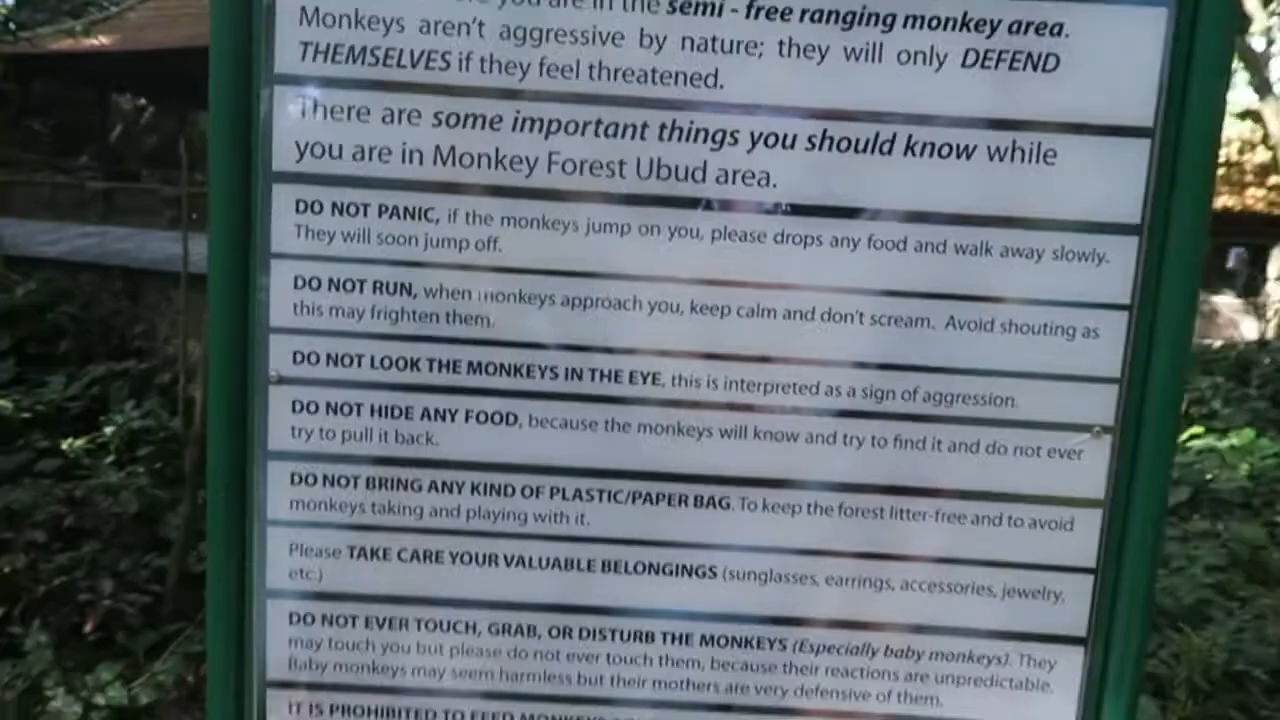 you are in the semi - free ranging monkey area.
Monkeys aren't aggressive by nature; they will only DEFEND
THEMSELVES if they feel threatened.
There are some important things you should know while
you are in Monkey Forest Ubud area.
DO NOT PANIC, if the monkeys jump on you, please drops any food and walk away slowly.
They will soon jump off.
DO NOT RUN, when monkeys approach you, keep calm and don't scream. Avoid shouting as
this may frighten them.
DO NOT LOOK THE MONKEYS IN THE EYE, this is interpreted as a sign of aggression.
DO NOT HIDE ANY FOOD, because the monkeys will know and try to find it and do not ever
try to pull it back.
DO NOT BRING ANY KIND OF PLASTIC/PAPER BAG. To keep the forest litter-free and to avoid
monkeys taking and playing with it.
Please TAKE CARE YOUR VALUABLE BELONGINGS (sunglasses, earrings, accessories, jewelry,
etc.)
DO NOT EVER TOUCH, GRAB, OR DISTURB THE MONKEYS (Especially baby monkeys). They
may touch you but please do not ever touch them, because their reactions are unpredictable.
Baby monkeys may seem harmless but their mothers are very defensive of them.
IT IS PROHIBITED TO FEED MONKEYS